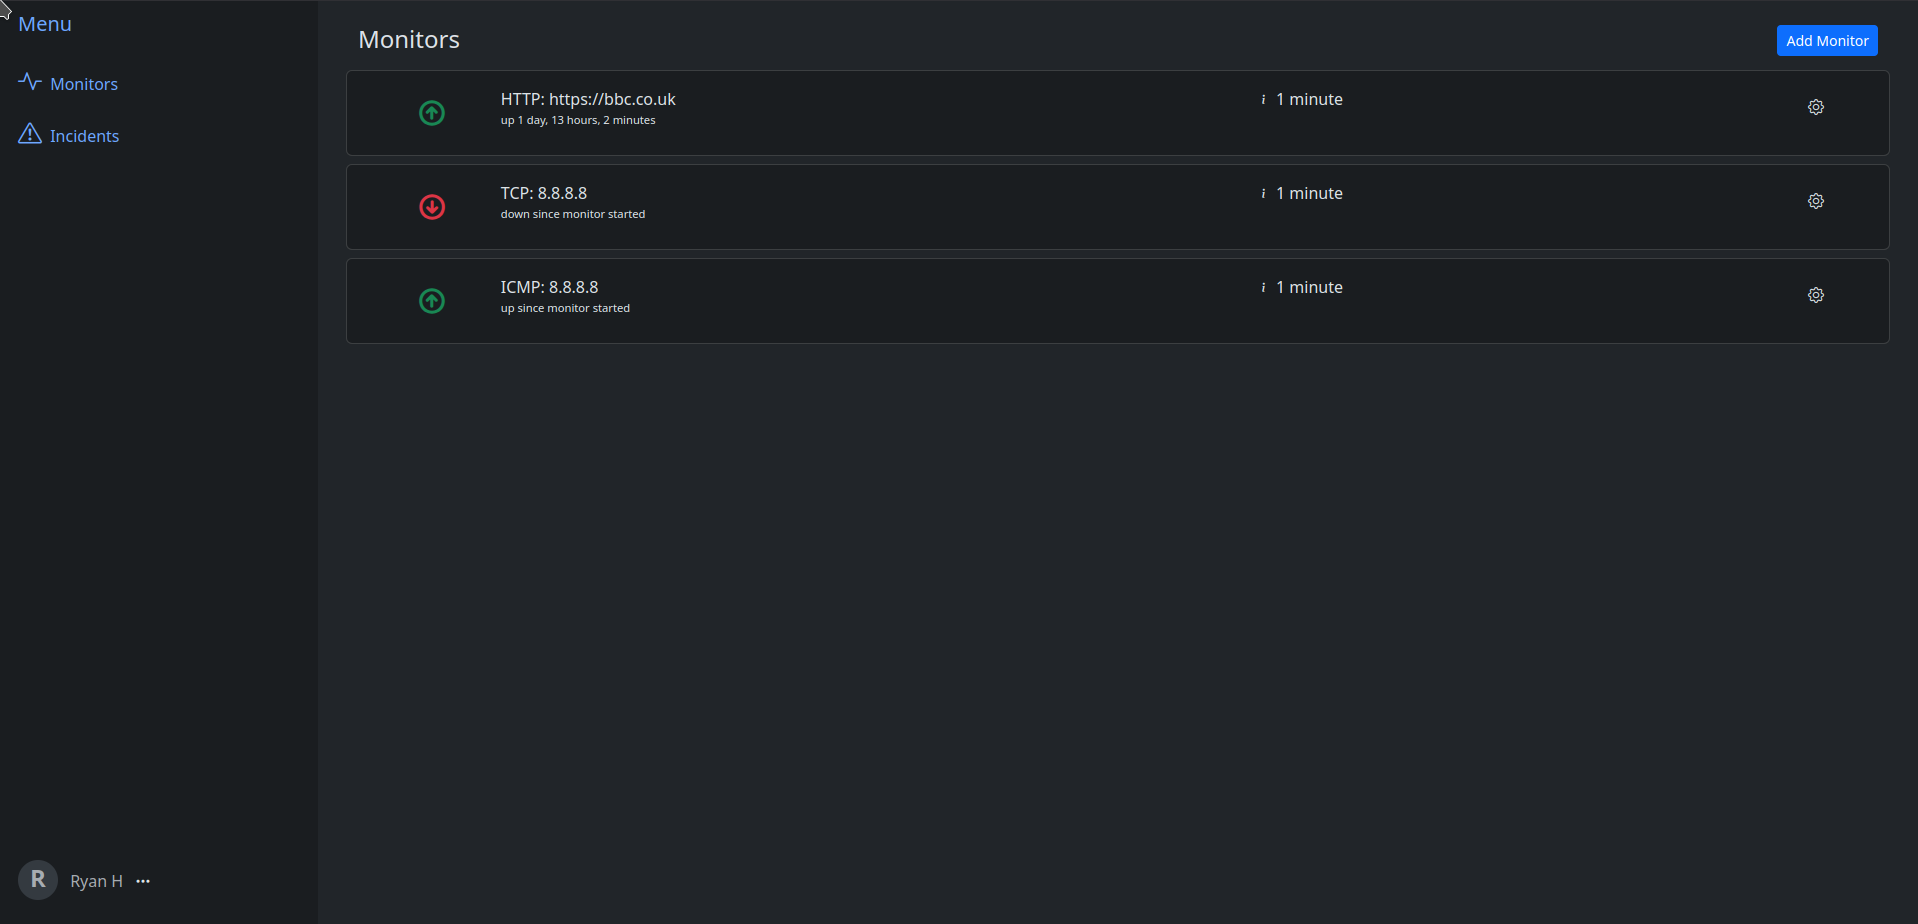 Menu
Monitors
Incidents
Monitors
Add Monitor
HTTP: https://bbc.co.uk
up 1 day, 13 hours, 2 minutes
i 1 minute
TCP: 8.8.8.8
down since monitor started
i 1 minute
ICMP: 8.8.8.8
up since monitor started
i 1 minute
R
Ryan H